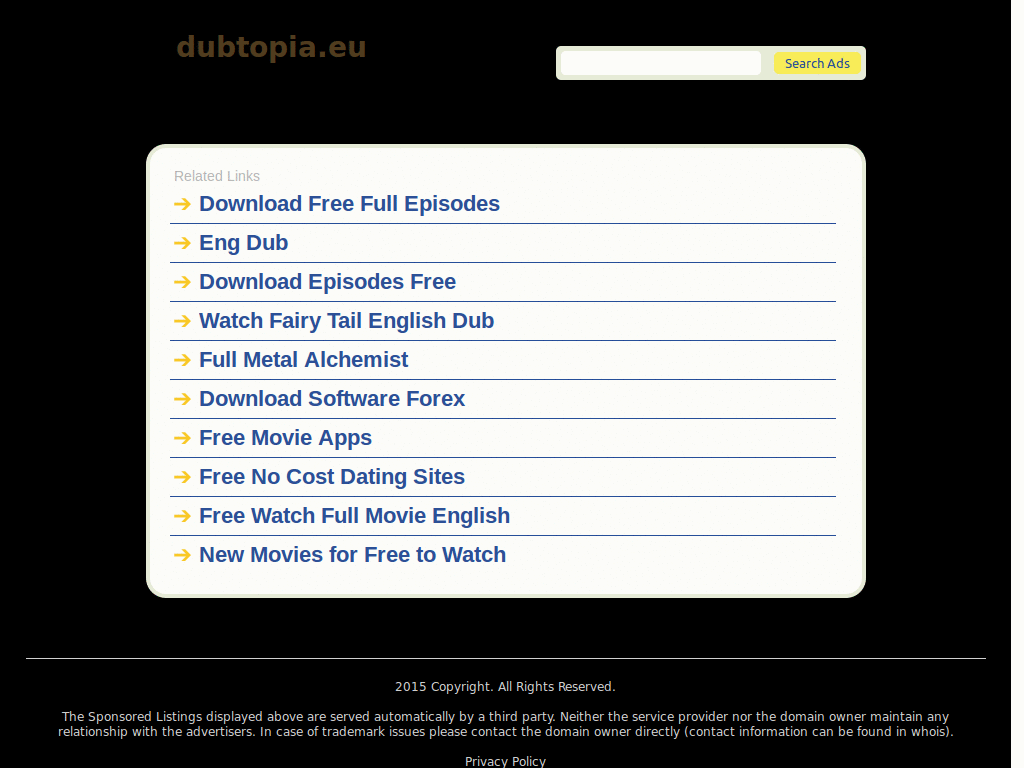 dubtopia.eu
Search Ads
Related Links
➔ Download Free Full Episodes
➔ Eng Dub
➔ Download Episodes Free
➔ Watch Fairy Tail English Dub
➔ Full Metal Alchemist
➔ Download Software Forex
➔ Free Movie Apps
➔ Free No Cost Dating Sites
➔ Free Watch Full Movie English
➔ New Movies for Free to Watch
2015 Copyright. All Rights Reserved.
The Sponsored Listings displayed above are served automatically by a third party. Neither the service provider nor the domain owner maintain any
relationship with the advertisers. In case of trademark issues please contact the domain owner directly (contact information can be found in whois).
Privacy Policy